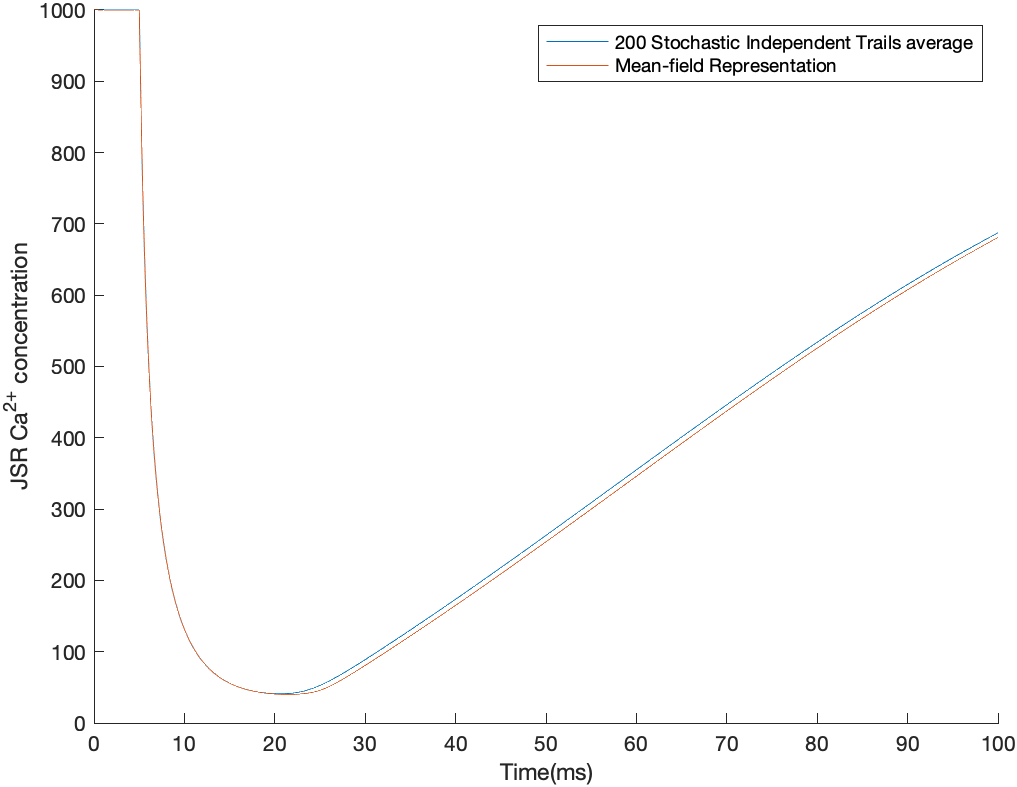 1000
900
800
700
600
500
400
300
200
100
0
JSR Ca2+ concentration
200 Stochastic Independent Trails average
Mean-field Representation
0 10 20 30 40 50 60 70 80 90 100
Time(ms)